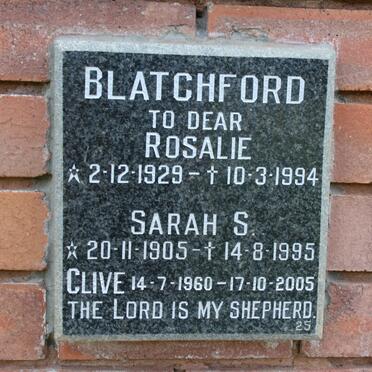 BLATCHFORD
TO DEAR
ROSALIE
☆ 2-12-1929 – † 10-3-1994
SARAH S.
☆ 20-11-1905 – † 14-8-1995
CLIVE 14-7-1960 – 17-10-2005
THE LORD IS MY SHEPHERD.
25